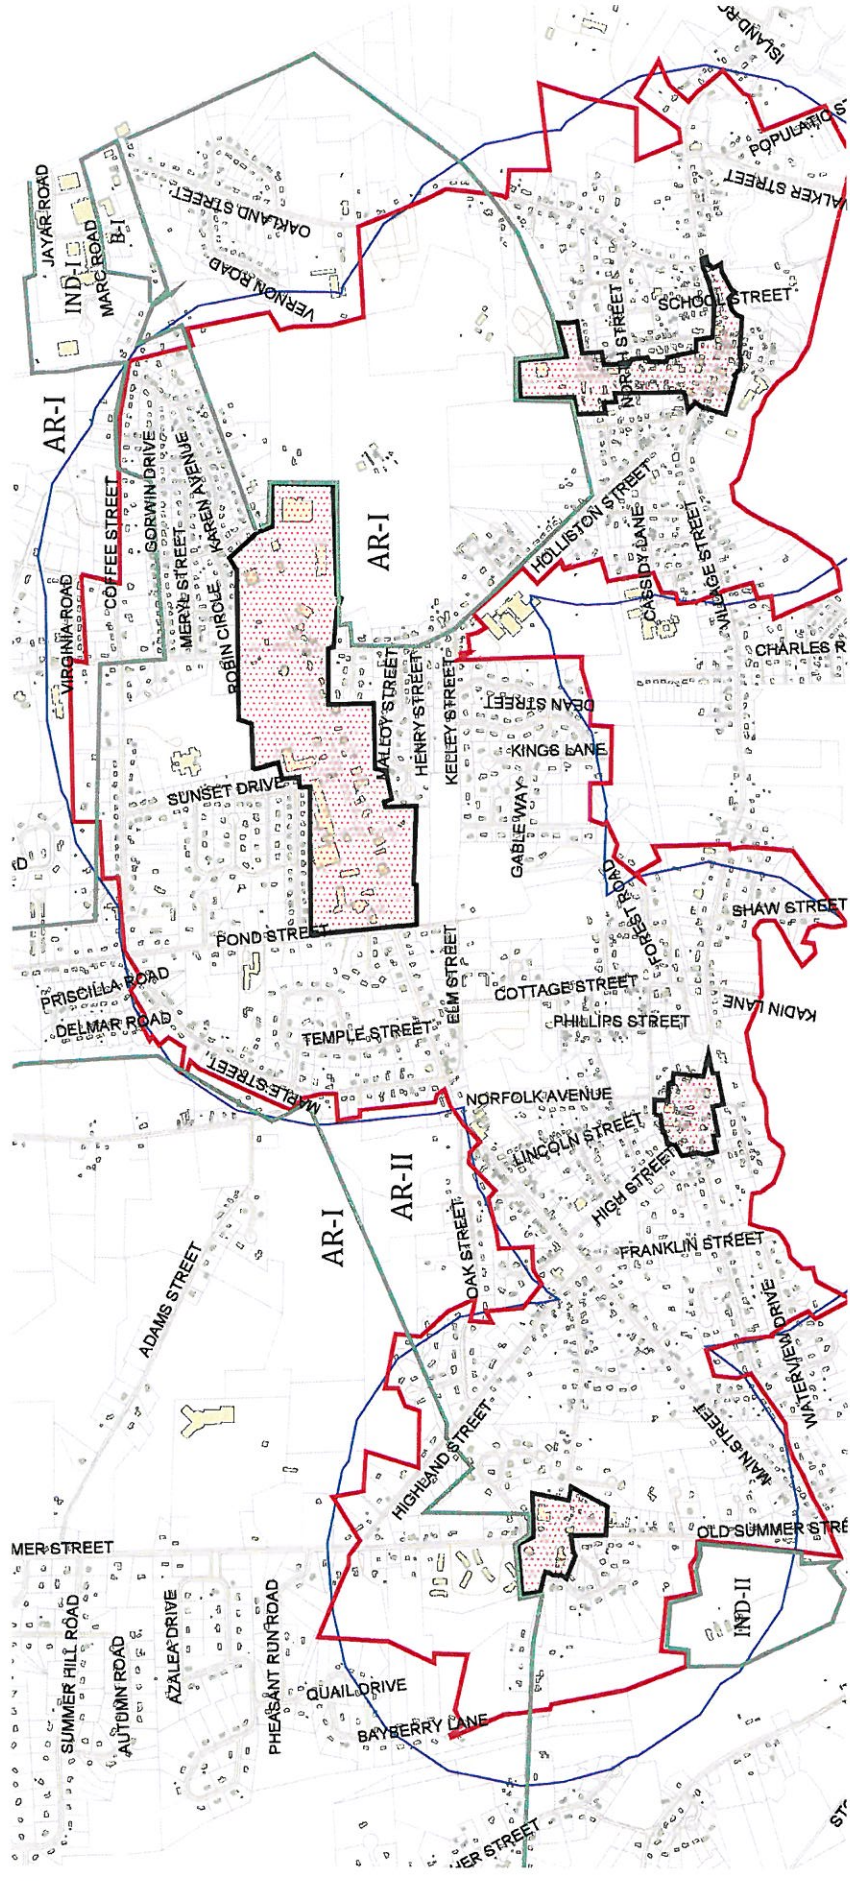 ISLAND RO
JAYAR ROAD
IND-I
MARC ROAD
B-I
OAKLAND STREET
VERNON ROAD
POPULATIC S
WALKER STREET
SCHOOL STREET
NORTH STREET
AR-I
COFFEE STREET
GORWIN DRIVE
MERYL STREET
KAREN AVENUE
ROBIN CIRCLE
VIRGINIA ROAD
AR-I
HOLLISTON STREET
CASSIDY LANE
VILLAGE STREET
CHARLES R
MALLOY STREET
HENRY STREET
KELLEY STREET
DEAN STREET
KINGS LANE
GABLE WAY
SUNSET DRIVE
POND STREET
FOREST ROAD
SHAW STREET
KADIN LANE
PRISCILLA ROAD
DELMAR ROAD
MAPLE STREET
TEMPLE STREET
ELM STREET
COTTAGE STREET
PHILLIPS STREET
NORFOLK AVENUE
LINCOLN STREET
HIGH STREET
AR-II
AR-I
OAK STREET
FRANKLIN STREET
ADAMS STREET
WATERVIEW DRIVE
MAIN STREET
HIGHLAND STREET
OLD SUMMER STRE
MER STREET
SUMMER HILL ROAD
AUTUMN ROAD
AZALEA DRIVE
PHEASANT RUN ROAD
QUAIL DRIVE
BAYBERRY LANE
IND-II
HER STREET
STO